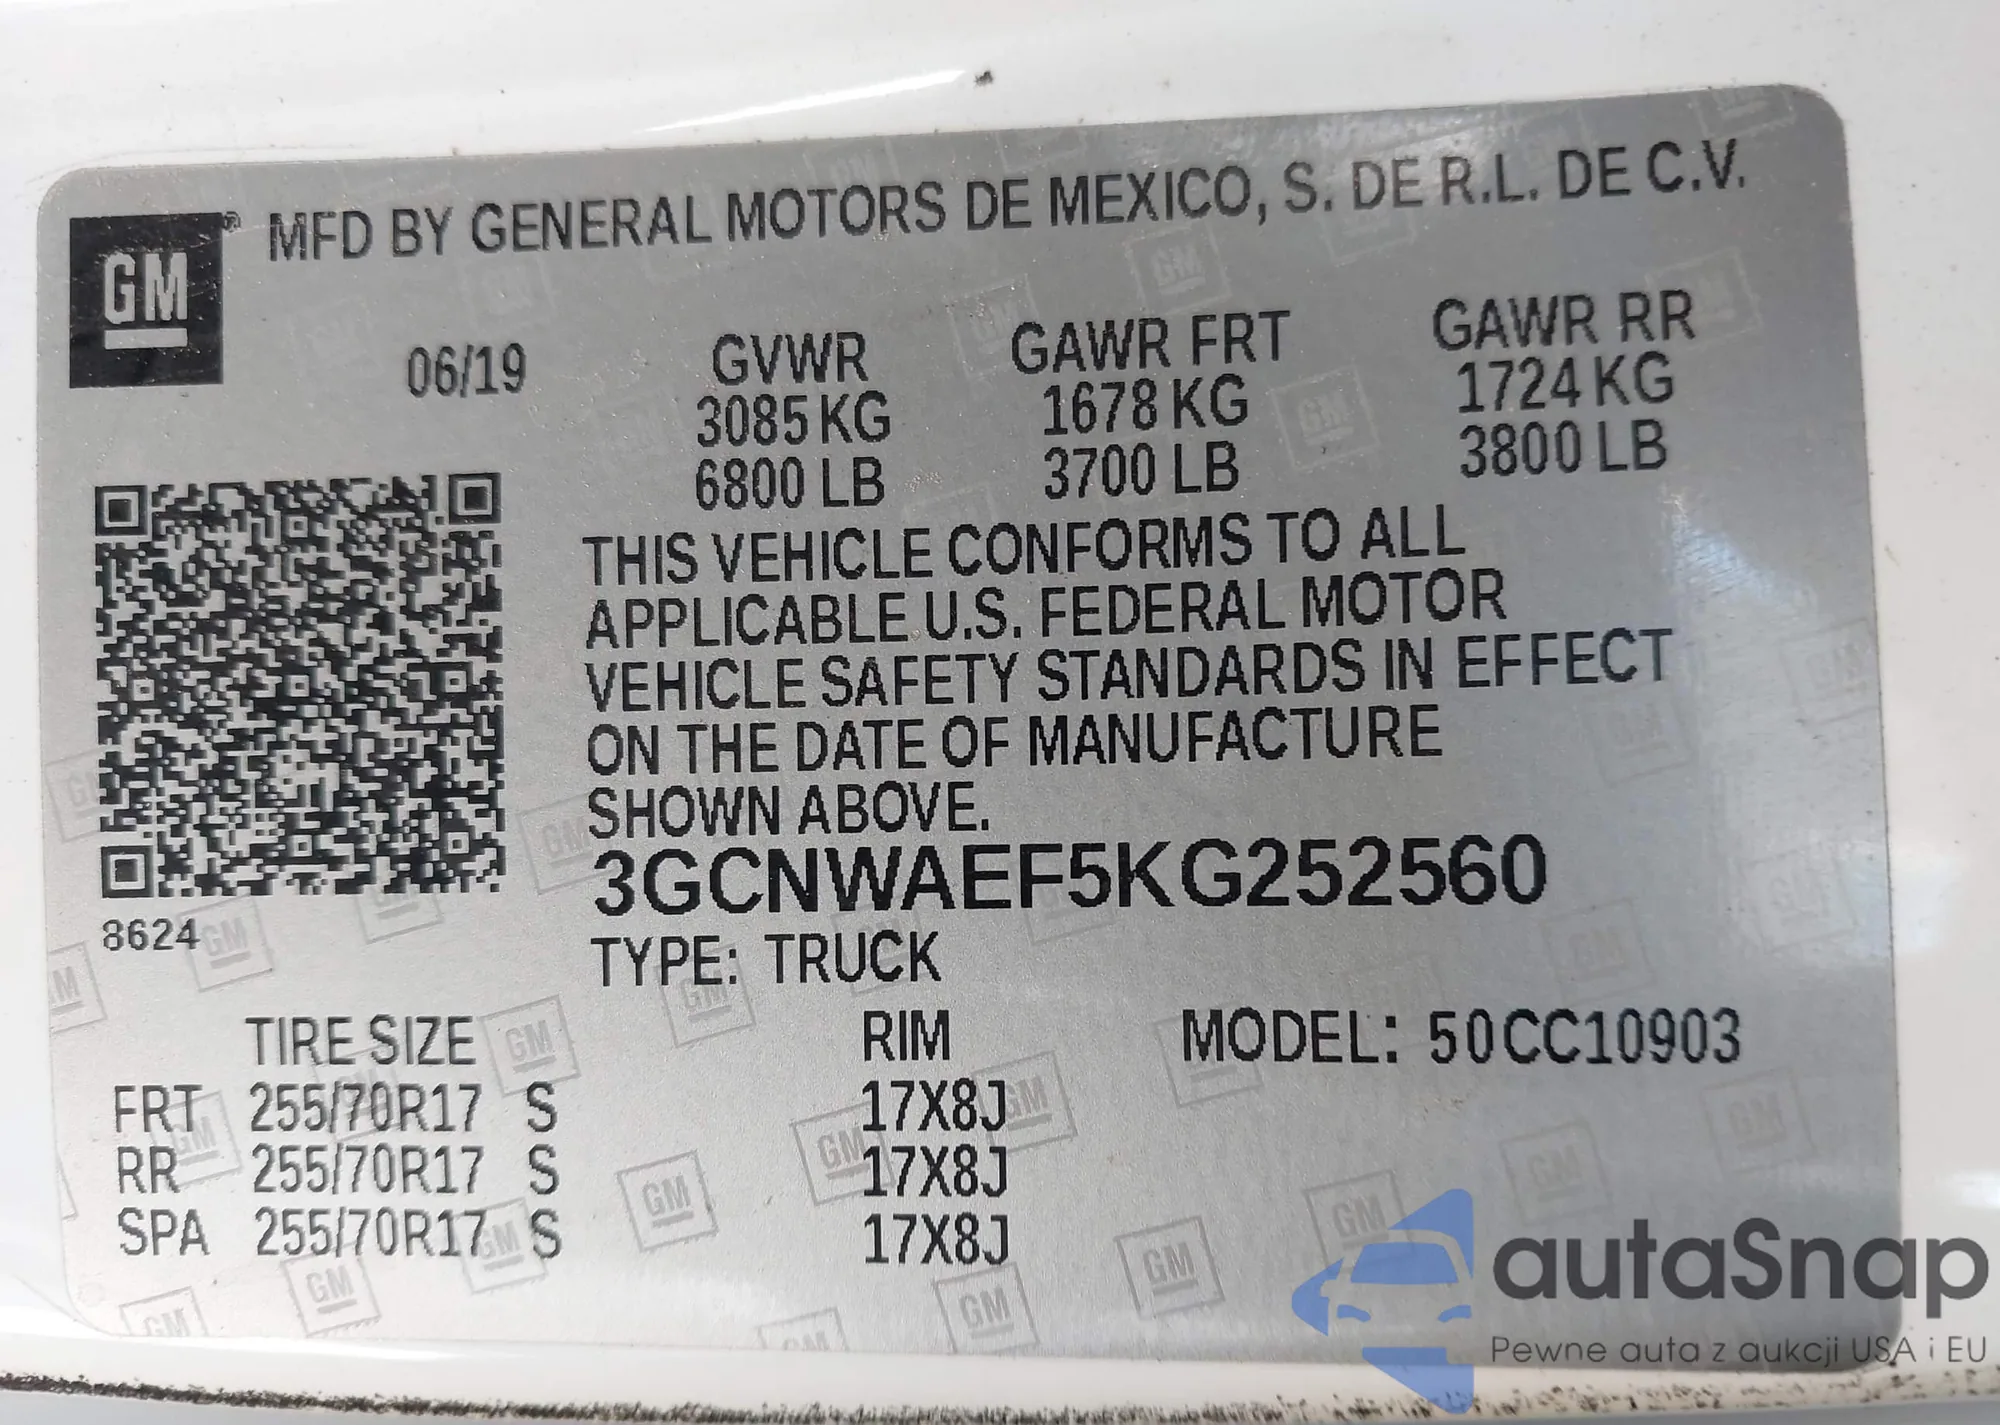 GM® MFD BY GENERAL MOTORS DE MEXICO, S. DE R.L. DE C.V.
06/19 GVWR GAWR FRT GAWR RR
3085 KG 1678 KG 1724 KG
6800 LB 3700 LB 3800 LB
THIS VEHICLE CONFORMS TO ALL
APPLICABLE U.S. FEDERAL MOTOR
VEHICLE SAFETY STANDARDS IN EFFECT
ON THE DATE OF MANUFACTURE
SHOWN ABOVE.
3GCNWAEF5KG252560
8624
TYPE: TRUCK
TIRE SIZE RIM MODEL: 50CC10903
FRT 255/70R17 S 17X8J
RR 255/70R17 S 17X8J
SPA 255/70R17 S 17X8J
autaSnap
Pewne auta z aukcji USA i EU